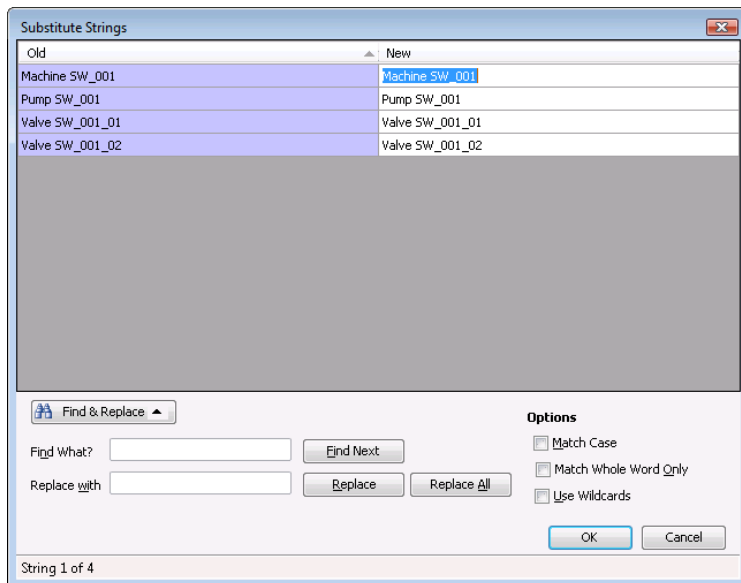 Substitute Strings
Old New
Machine SW_001 Machine SW_001
Pump SW_001 Pump SW_001
Valve SW_001_01 Valve SW_001_01
Valve SW_001_02 Valve SW_001_02
Find & Replace
Options
Find What? Find Next Match Case
Replace with Replace Replace All Match Whole Word Only
Use Wildcards
OK Cancel
String 1 of 4